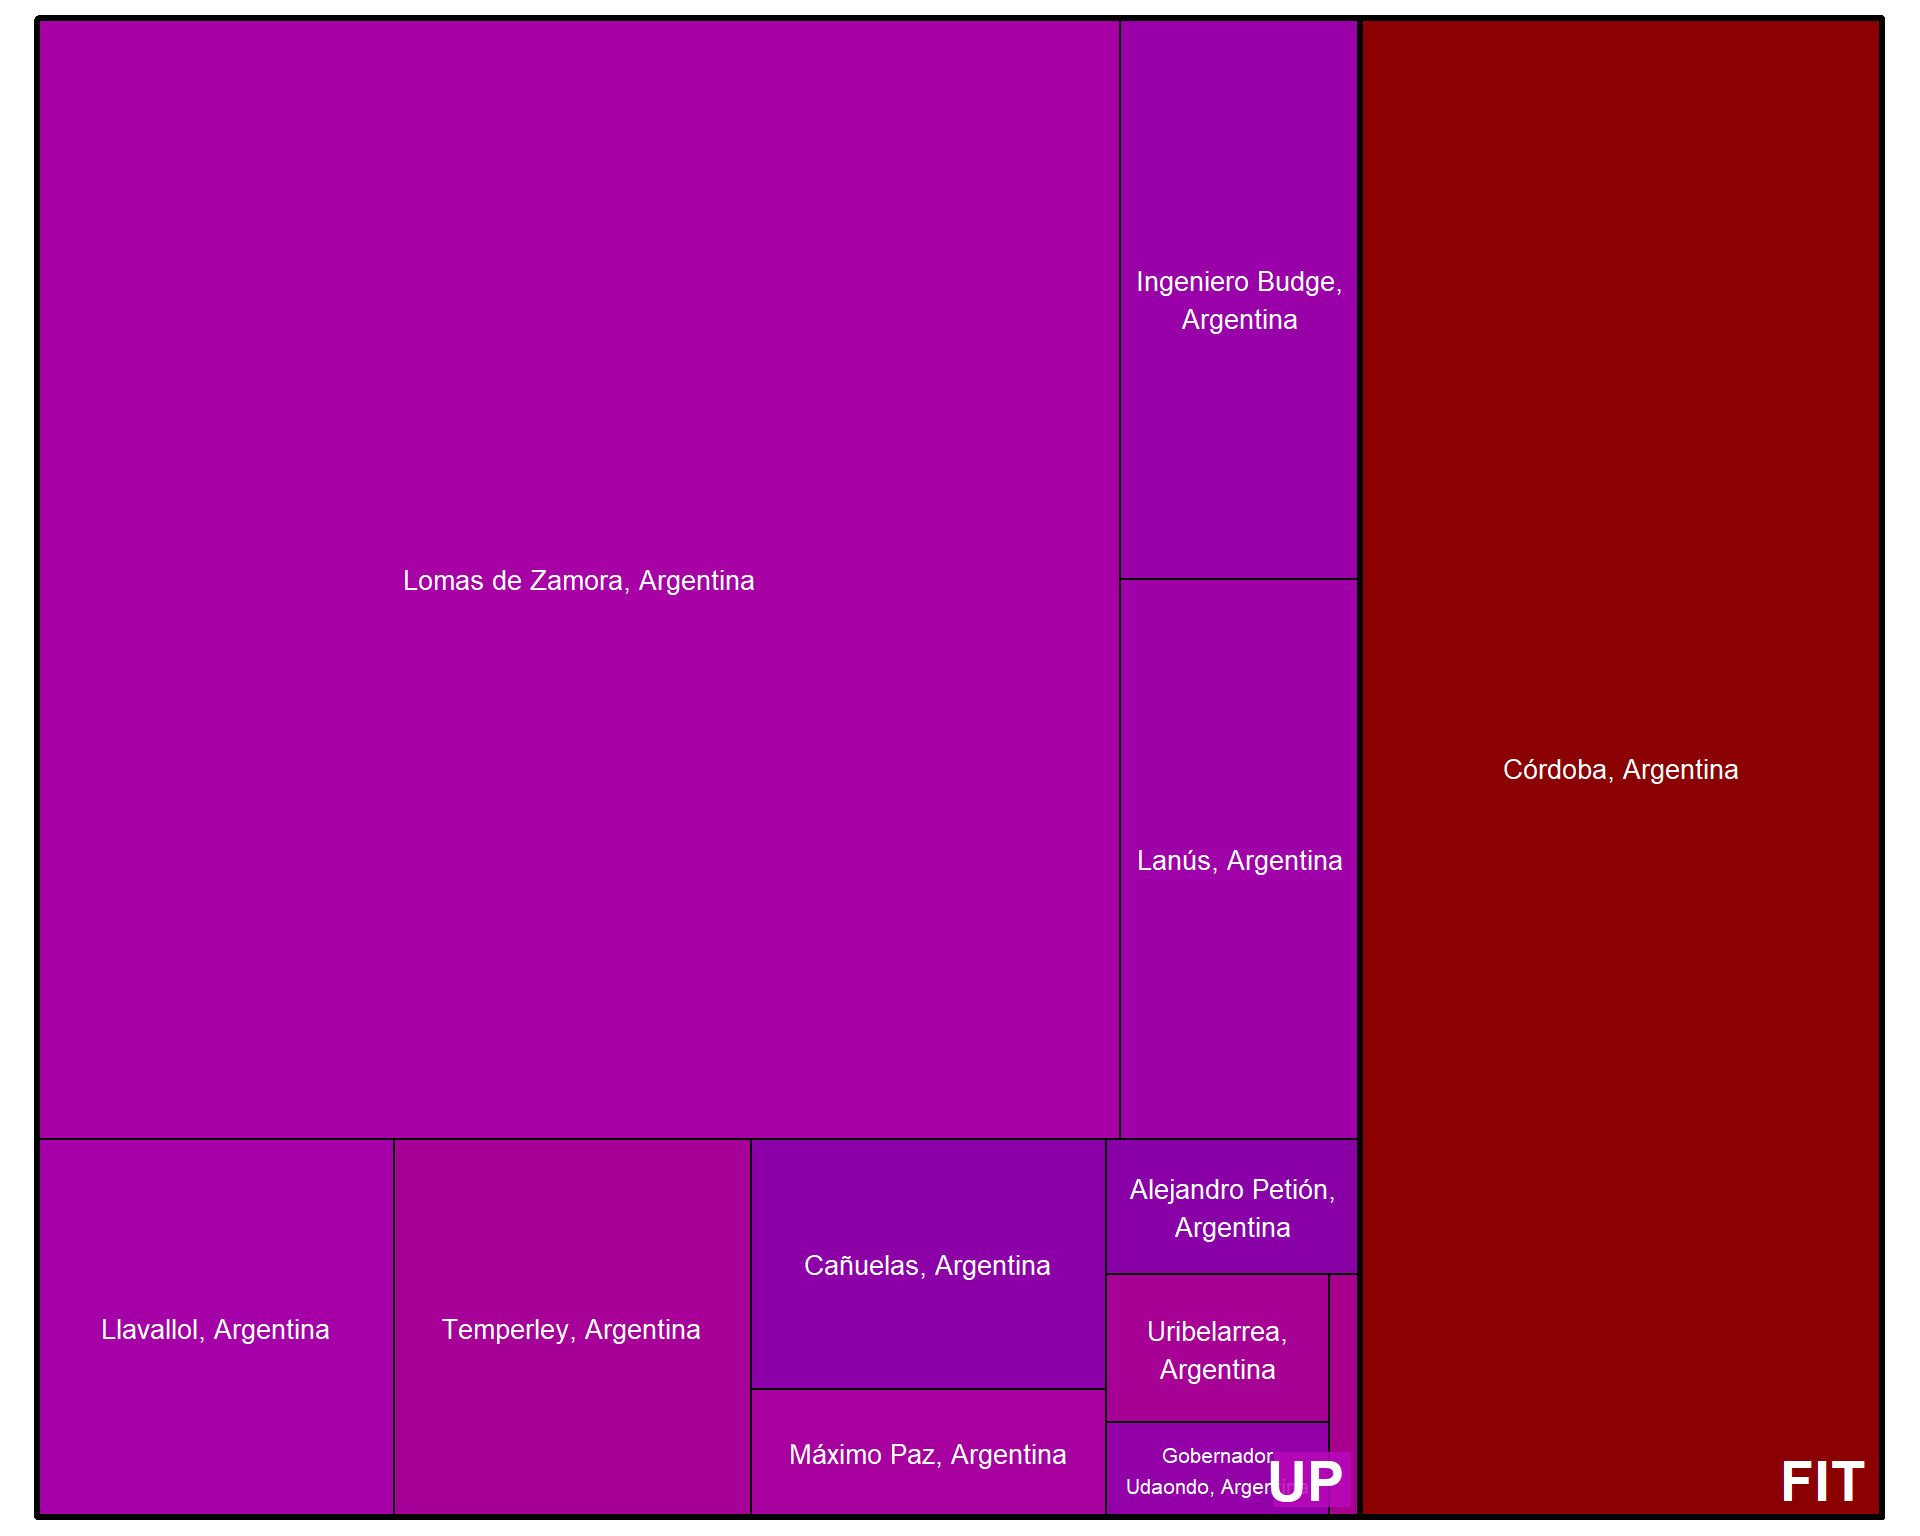 Ingeniero Budge,
Argentina
Lomas de Zamora, Argentina
Córdoba, Argentina
Lanús, Argentina
Alejandro Petión,
Argentina
Cañuelas, Argentina
Llavallol, Argentina
Temperley, Argentina
Uribelarrea,
Argentina
Máximo Paz, Argentina
Gobernador
Udaondo, Argentina
UP
FIT